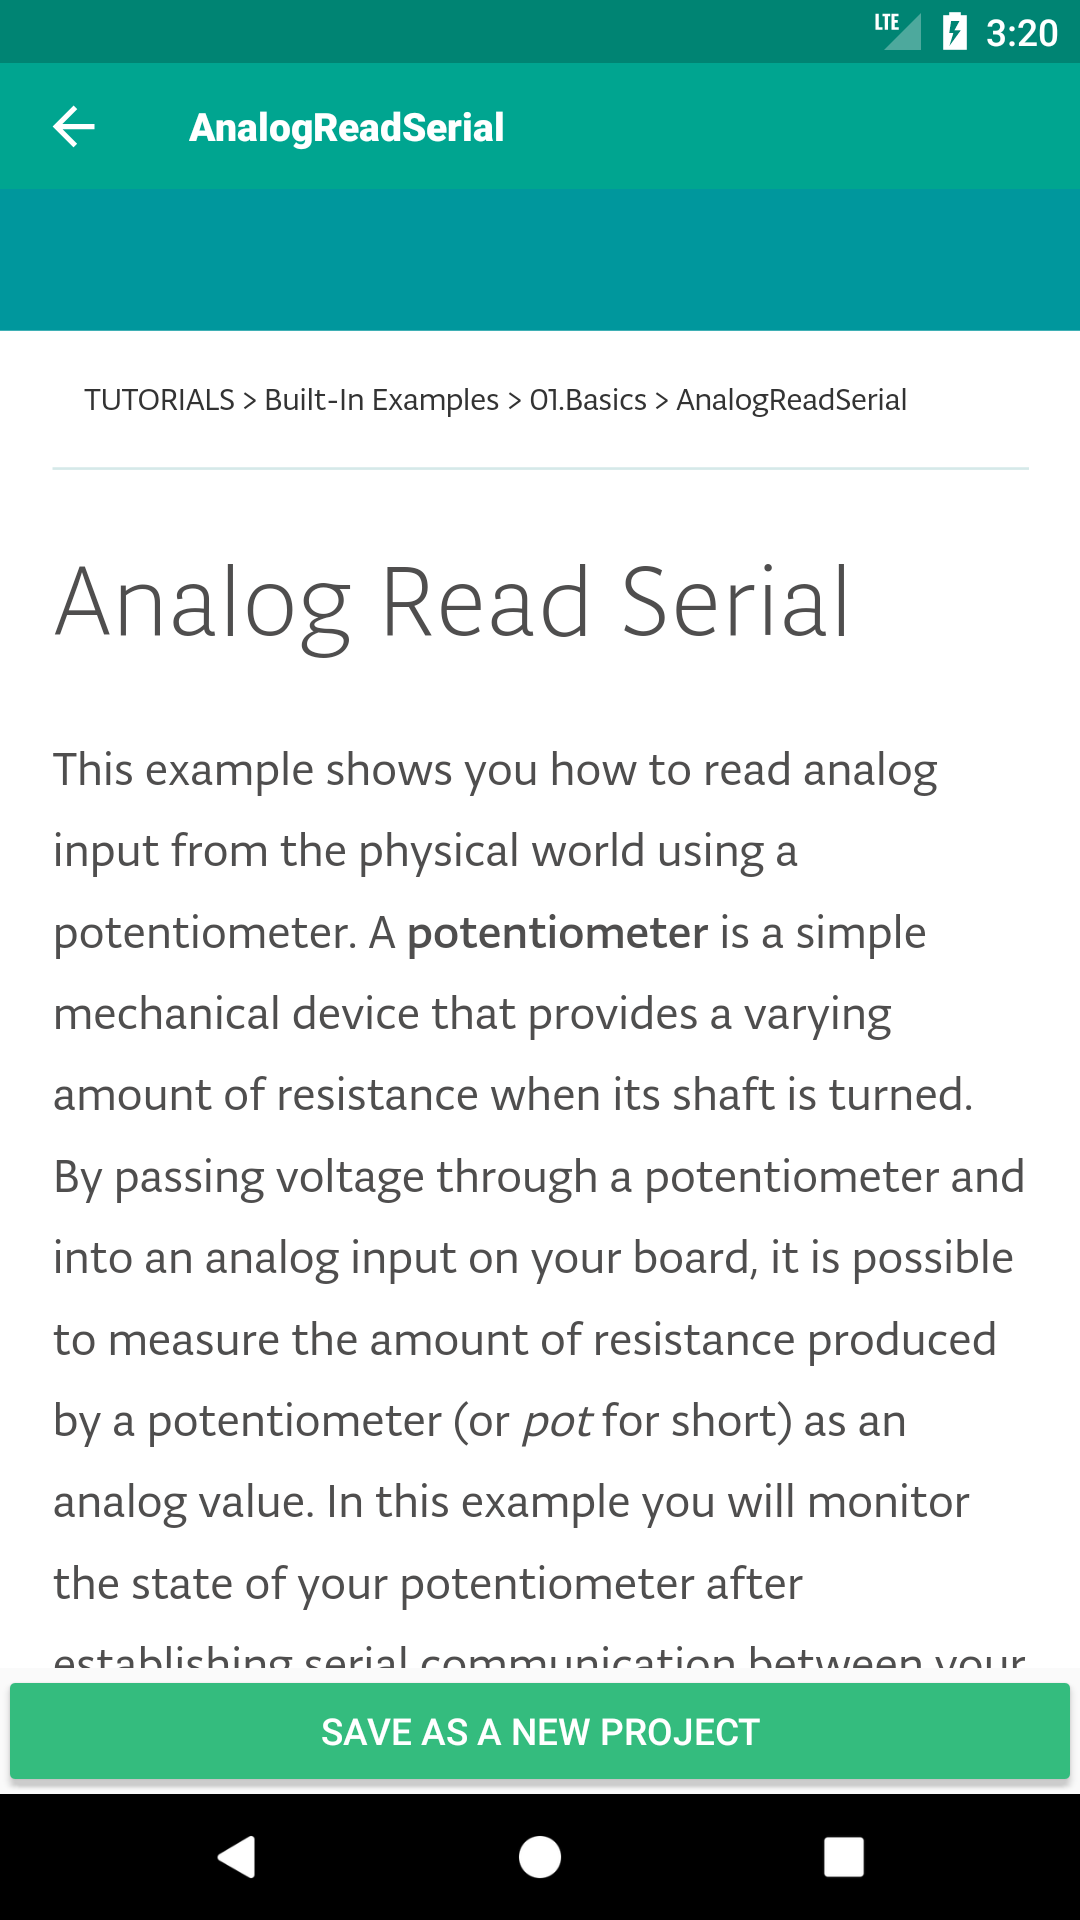 LTE 3:20
AnalogReadSerial
TUTORIALS > Built-In Examples > 01.Basics > AnalogReadSerial
Analog Read Serial
This example shows you how to read analog
input from the physical world using a
potentiometer. A potentiometer is a simple
mechanical device that provides a varying
amount of resistance when its shaft is turned.
By passing voltage through a potentiometer and
into an analog input on your board, it is possible
to measure the amount of resistance produced
by a potentiometer (or pot for short) as an
analog value. In this example you will monitor
the state of your potentiometer after
establishing serial communication between your
SAVE AS A NEW PROJECT